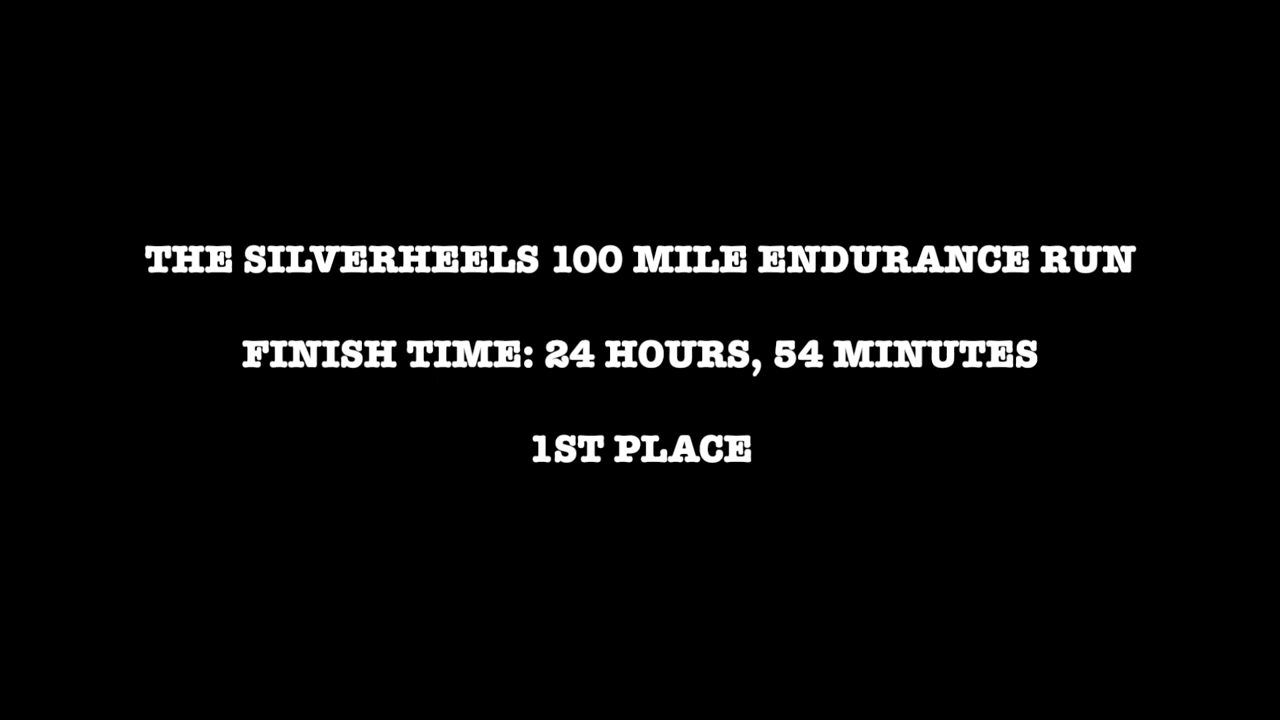 THE SILVERHEELS 100 MILE ENDURANCE RUN
FINISH TIME: 24 HOURS, 54 MINUTES
1ST PLACE